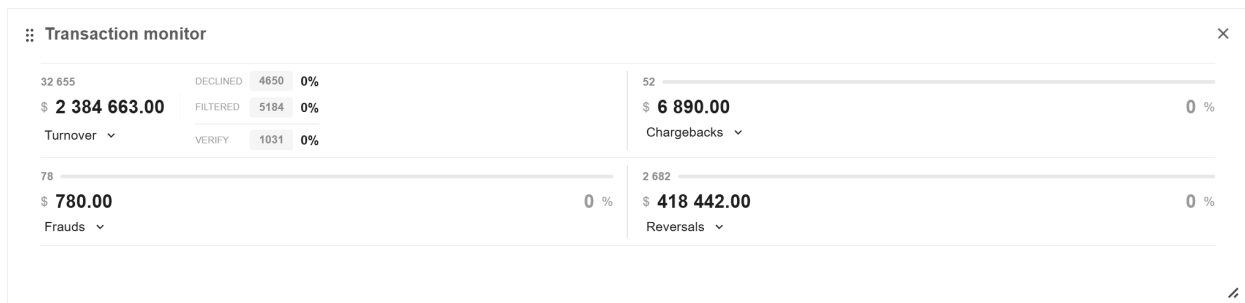 Transaction monitor
32 655
$ 2 384 663.00
Turnover
DECLINED 4650 0%
FILTERED 5184 0%
VERIFY 1031 0%
52
$ 6 890.00 0 %
Chargebacks
78
$ 780.00 0 %
Frauds
2 682
$ 418 442.00 0 %
Reversals